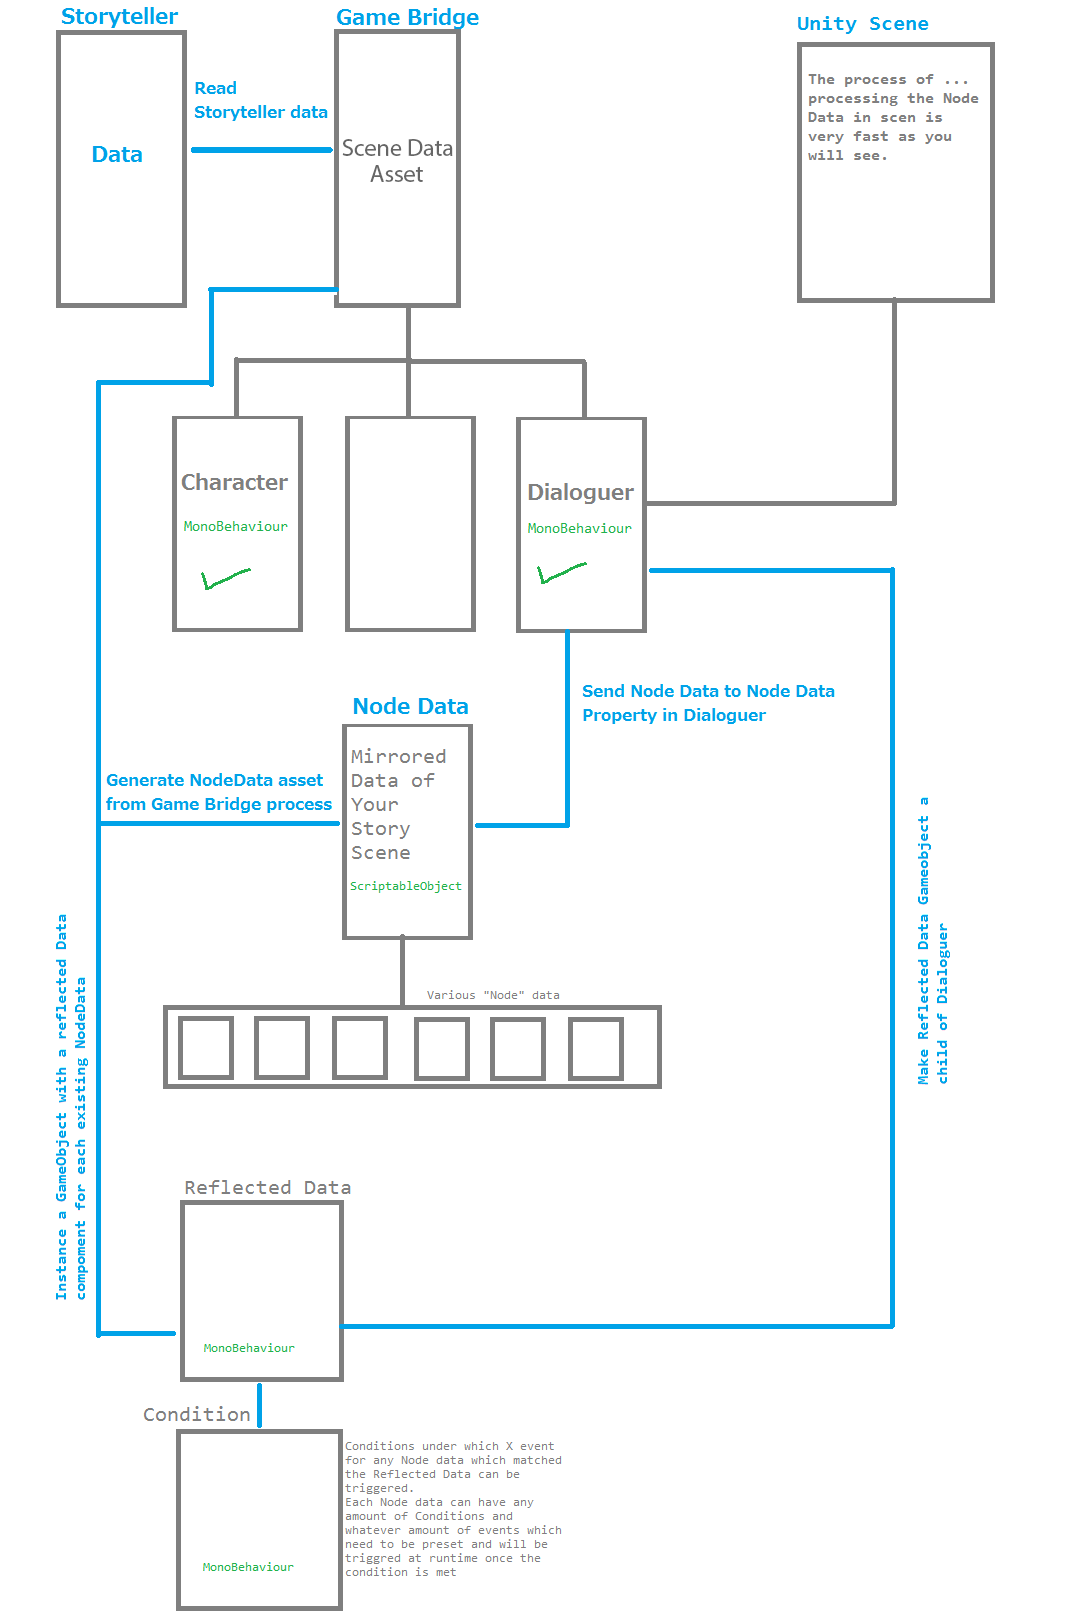 Storyteller
Game Bridge
Unity Scene
Read
Storyteller data
Data
Scene Data
Asset
The process of ...
processing the Node
Data in scen is
very fast as you
will see.
Character
MonoBehaviour
Dialoguer
MonoBehaviour
Send Node Data to Node Data
Property in Dialoguer
Node Data
Mirrored
Data of
Your
Story
Scene
ScriptableObject
Generate NodeData asset
from Game Bridge process
Various "Node" data
Make Reflected Data Gameobject a
child of Dialoguer
Instance a GameObject with a reflected Data
compoment for each existing NodeData
Reflected Data
MonoBehaviour
Condition
MonoBehaviour
Conditions under which X event
for any Node data which matched
the Reflected Data can be
triggered.
Each Node data can have any
amount of Conditions and
whatever amount of events which
need to be preset and will be
triggred at runtime once the
condition is met